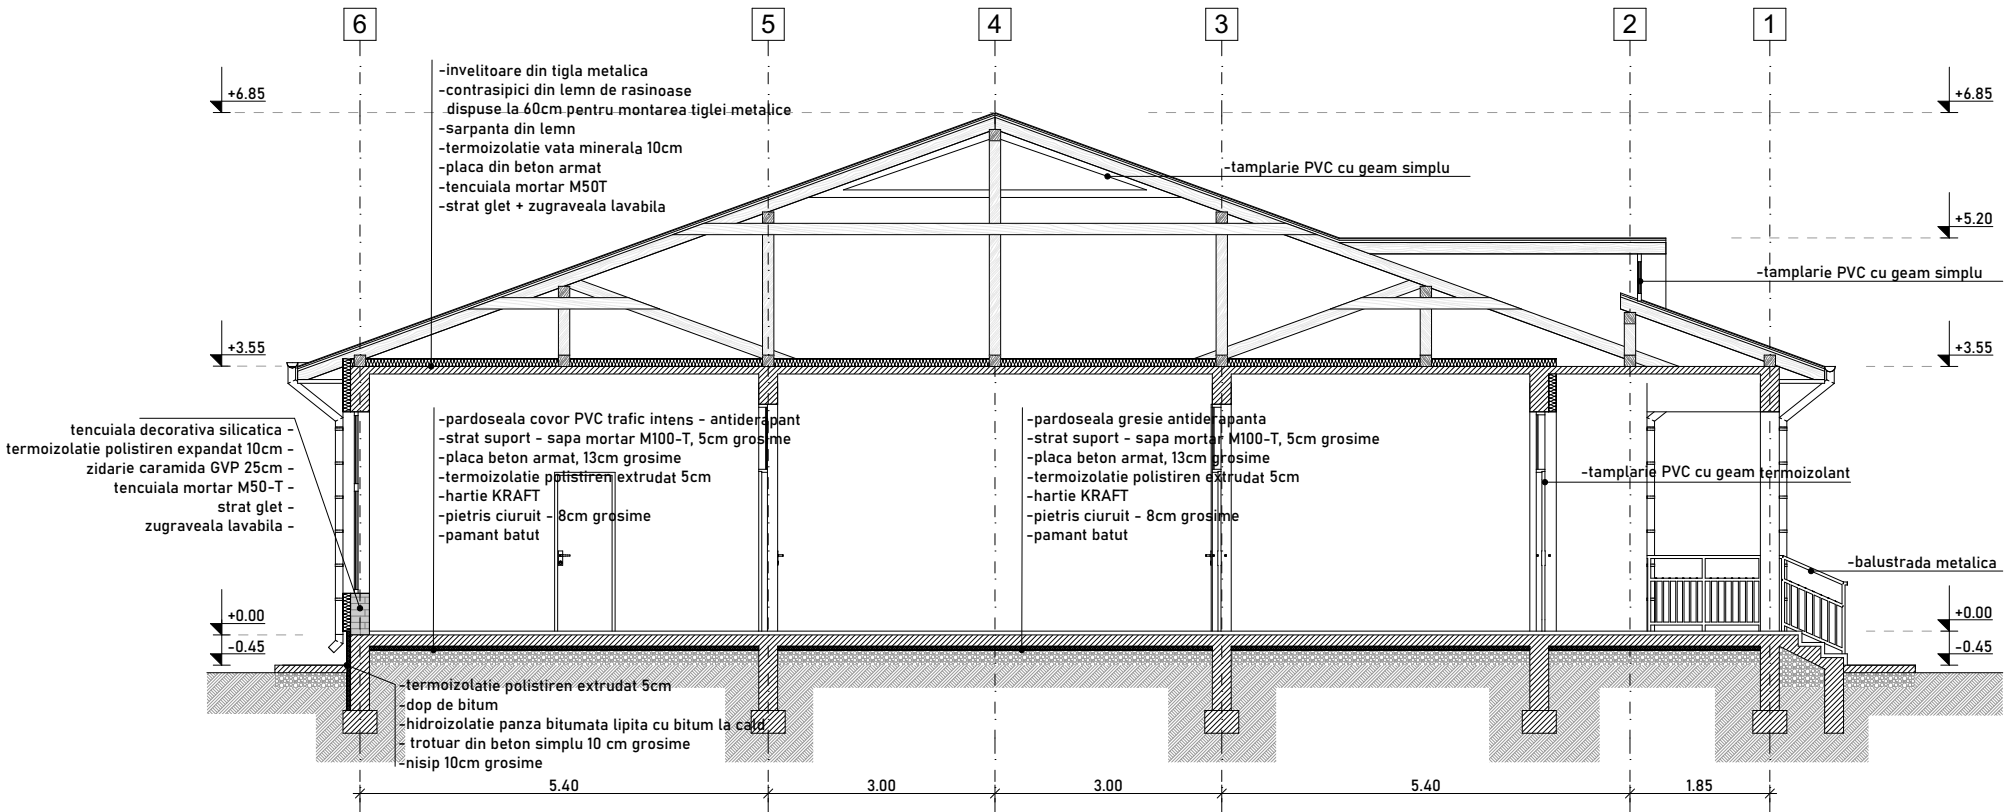 6 5 4 3 2 1
-invelitoare din tigla metalica
-contrasipici din lemn de rasinoase
dispuse la 60cm pentru montarea tiglei metalice
-sarpanta din lemn
-termoizolatie vata minerala 10cm
-placa din beton armat
-tencuiala mortar M50T
-strat glet + zugraveala lavabila
+6.85
+6.85
-tamplarie PVC cu geam simplu
+5.20
-tamplarie PVC cu geam simplu
+3.55
+3.55
tencuiala decorativa silicatica -
termoizolatie polistiren expandat 10cm -
zidarie caramida GVP 25cm -
tencuiala mortar M50-T -
strat glet -
zugraveala lavabila -
-pardoseala covor PVC trafic intens - antiderapant
-strat suport - sapa mortar M100-T, 5cm grosime
-placa beton armat, 13cm grosime
-termoizolatie polistiren extrudat 5cm
-hartie KRAFT
-pietris ciuruit - 8cm grosime
-pamant batut
-pardoseala gresie antiderapanta
-strat suport - sapa mortar M100-T, 5cm grosime
-placa beton armat, 13cm grosime
-termoizolatie polistiren extrudat 5cm
-hartie KRAFT
-pietris ciuruit - 8cm grosime
-pamant batut
-tamplarie PVC cu geam termoizolant
-balustrada metalica
+0.00
-0.45
+0.00
-0.45
-termoizolatie polistiren extrudat 5cm
-dop de bitum
-hidroizolatie panza bitumata lipita cu bitum la cald
- trotuar din beton simplu 10 cm grosime
-nisip 10cm grosime
5.40 3.00 3.00 5.40 1.85